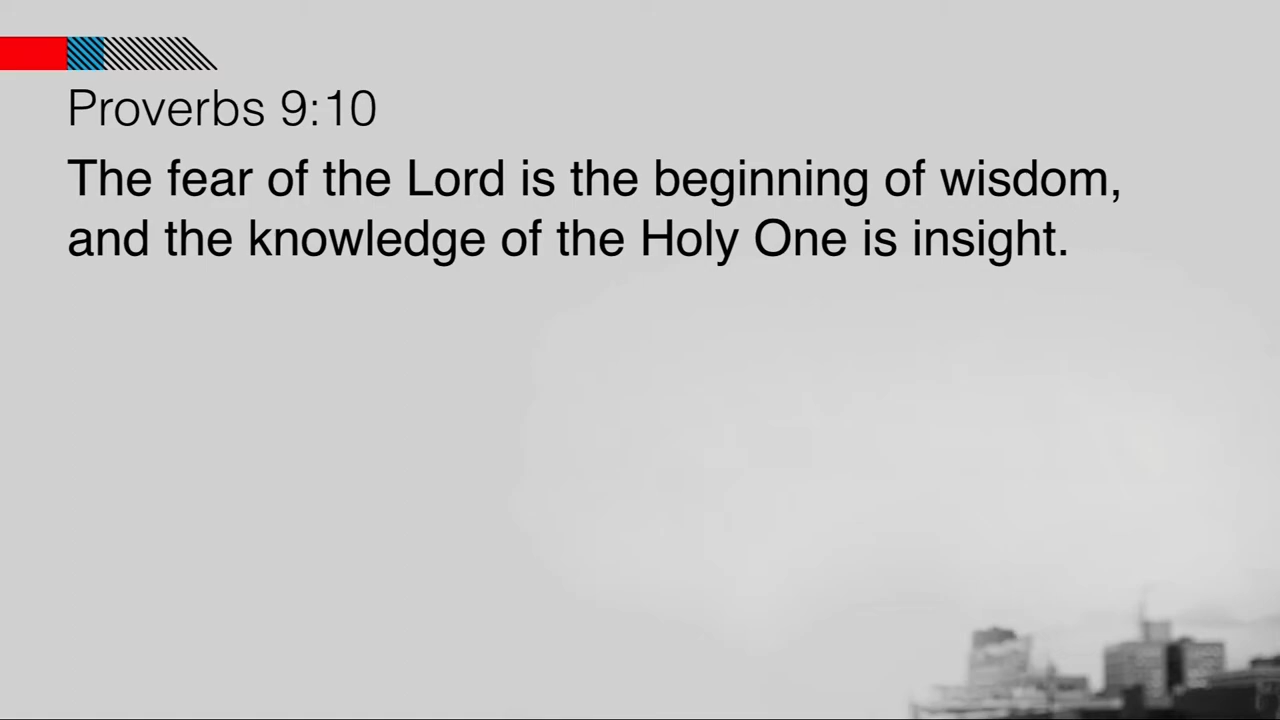 Proverbs 9:10
The fear of the Lord is the beginning of wisdom,
and the knowledge of the Holy One is insight.